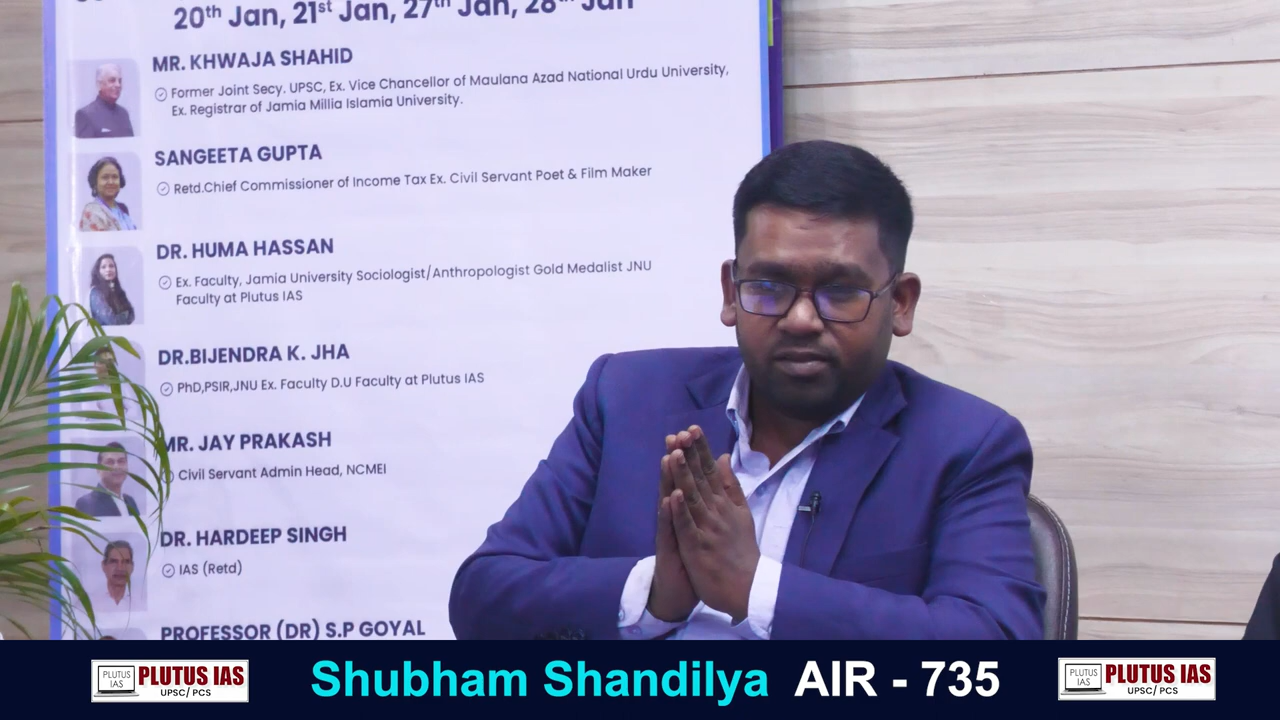 20th Jan, 21st Jan, 27th Jan, 28th Jan
MR. KHWAJA SHAHID
Former Joint Secy. UPSC, Ex. Vice Chancellor of Maulana Azad National Urdu University,
Ex. Registrar of Jamia Millia Islamia University.
SANGEETA GUPTA
Retd.Chief Commissioner of Income Tax Ex. Civil Servant Poet & Film Maker
DR. HUMA HASSAN
Ex. Faculty, Jamia University Sociologist/Anthropologist Gold Medalist JNU
Faculty at Plutus IAS
DR.BIJENDRA K. JHA
PhD,PSIR,JNU Ex. Faculty D.U Faculty at Plutus IAS
MR. JAY PRAKASH
Civil Servant Admin Head, NCMEI
DR. HARDEEP SINGH
IAS (Retd)
PROFESSOR (DR) S.P GOYAL
PLUTUS IAS
PLUTUS IAS
UPSC/ PCS
Shubham Shandilya AIR - 735
PLUTUS IAS
PLUTUS IAS
UPSC/ PCS